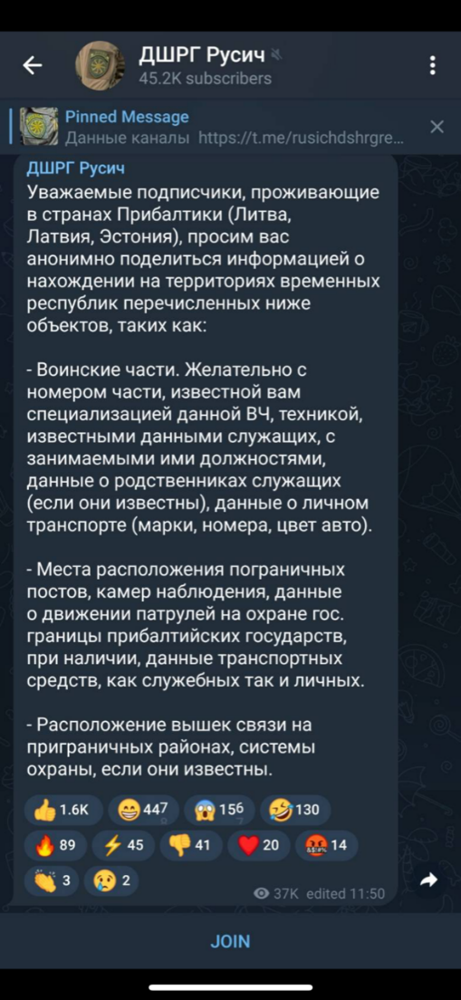 ДШРГ Русич
45.2K subscribers
Pinned Message
Данные каналы https://t.me/rusichdshrgre...
ДШРГ Русич
Уважаемые подписчики, проживающие
в странах Прибалтики (Литва,
Латвия, Эстония), просим вас
анонимно поделиться информацией о
нахождении на территориях временных
республик перечисленных ниже
объектов, таких как:
- Воинские части. Желательно с
номером части, известной вам
специализацией данной ВЧ, техникой,
известными данными служащих, с
занимаемыми ими должностями,
данные о родственниках служащих
(если они известны), данные о личном
транспорте (марки, номера, цвет авто).
- Места расположения пограничных
постов, камер наблюдения, данные
о движении патрулей на охране гос.
границы прибалтийских государств,
при наличии, данные транспортных
средств, как служебных так и личных.
- Расположение вышек связи на
приграничных районах, системы
охраны, если они известны.
1.6K 447 156 130
89 45 41 20 14
3 2
37K edited 11:50
JOIN